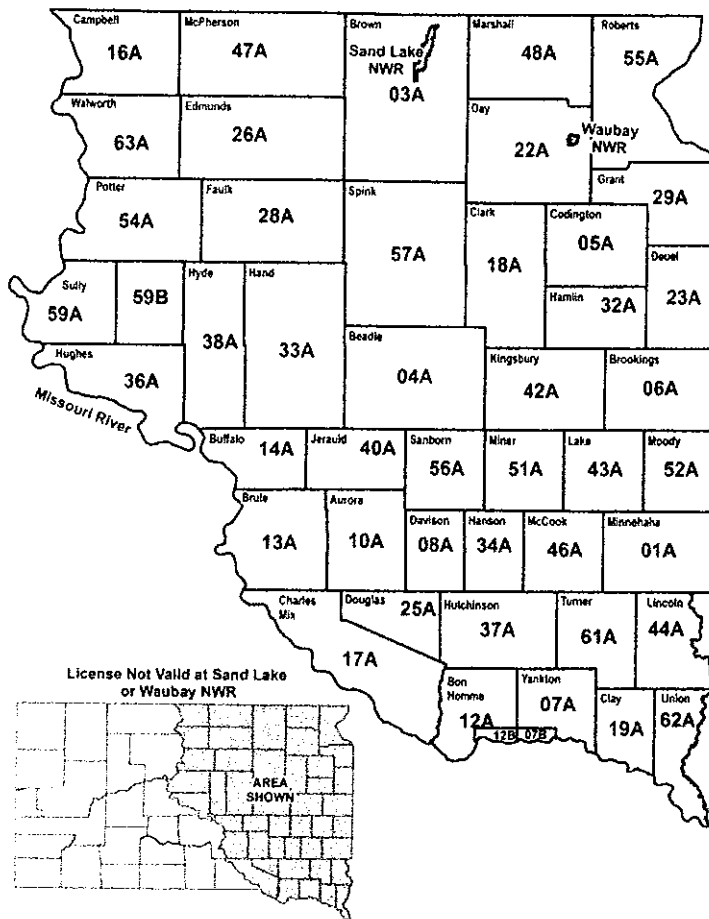 Campbell
16A
McPherson
47A
Brown
Sand Lake
NWR
03A
Marshall
48A
Roberts
55A
Walworth
63A
Edmunds
26A
Day
22A
Waubay
NWR
Grant
29A
Potter
54A
Faulk
28A
Spink
57A
Clark
18A
Codington
05A
Deuel
23A
Hamlin
32A
Sully
59A
59B
Hyde
38A
Hand
33A
Hughes
36A
Missouri River
Beadle
04A
Kingsbury
42A
Brookings
06A
Buffalo
14A
Jerauld
40A
Sanborn
56A
Miner
51A
Lake
43A
Moody
52A
Brule
13A
Aurora
10A
Davison
08A
Hanson
34A
McCook
46A
Minnehaha
01A
Charles
Mix
17A
Douglas
25A
Hutchinson
37A
Turner
61A
Lincoln
44A
Bon
Homme
12A
12B
Yankton
07A
07B
Clay
19A
Union
62A
License Not Valid at Sand Lake
or Waubay NWR
AREA
SHOWN